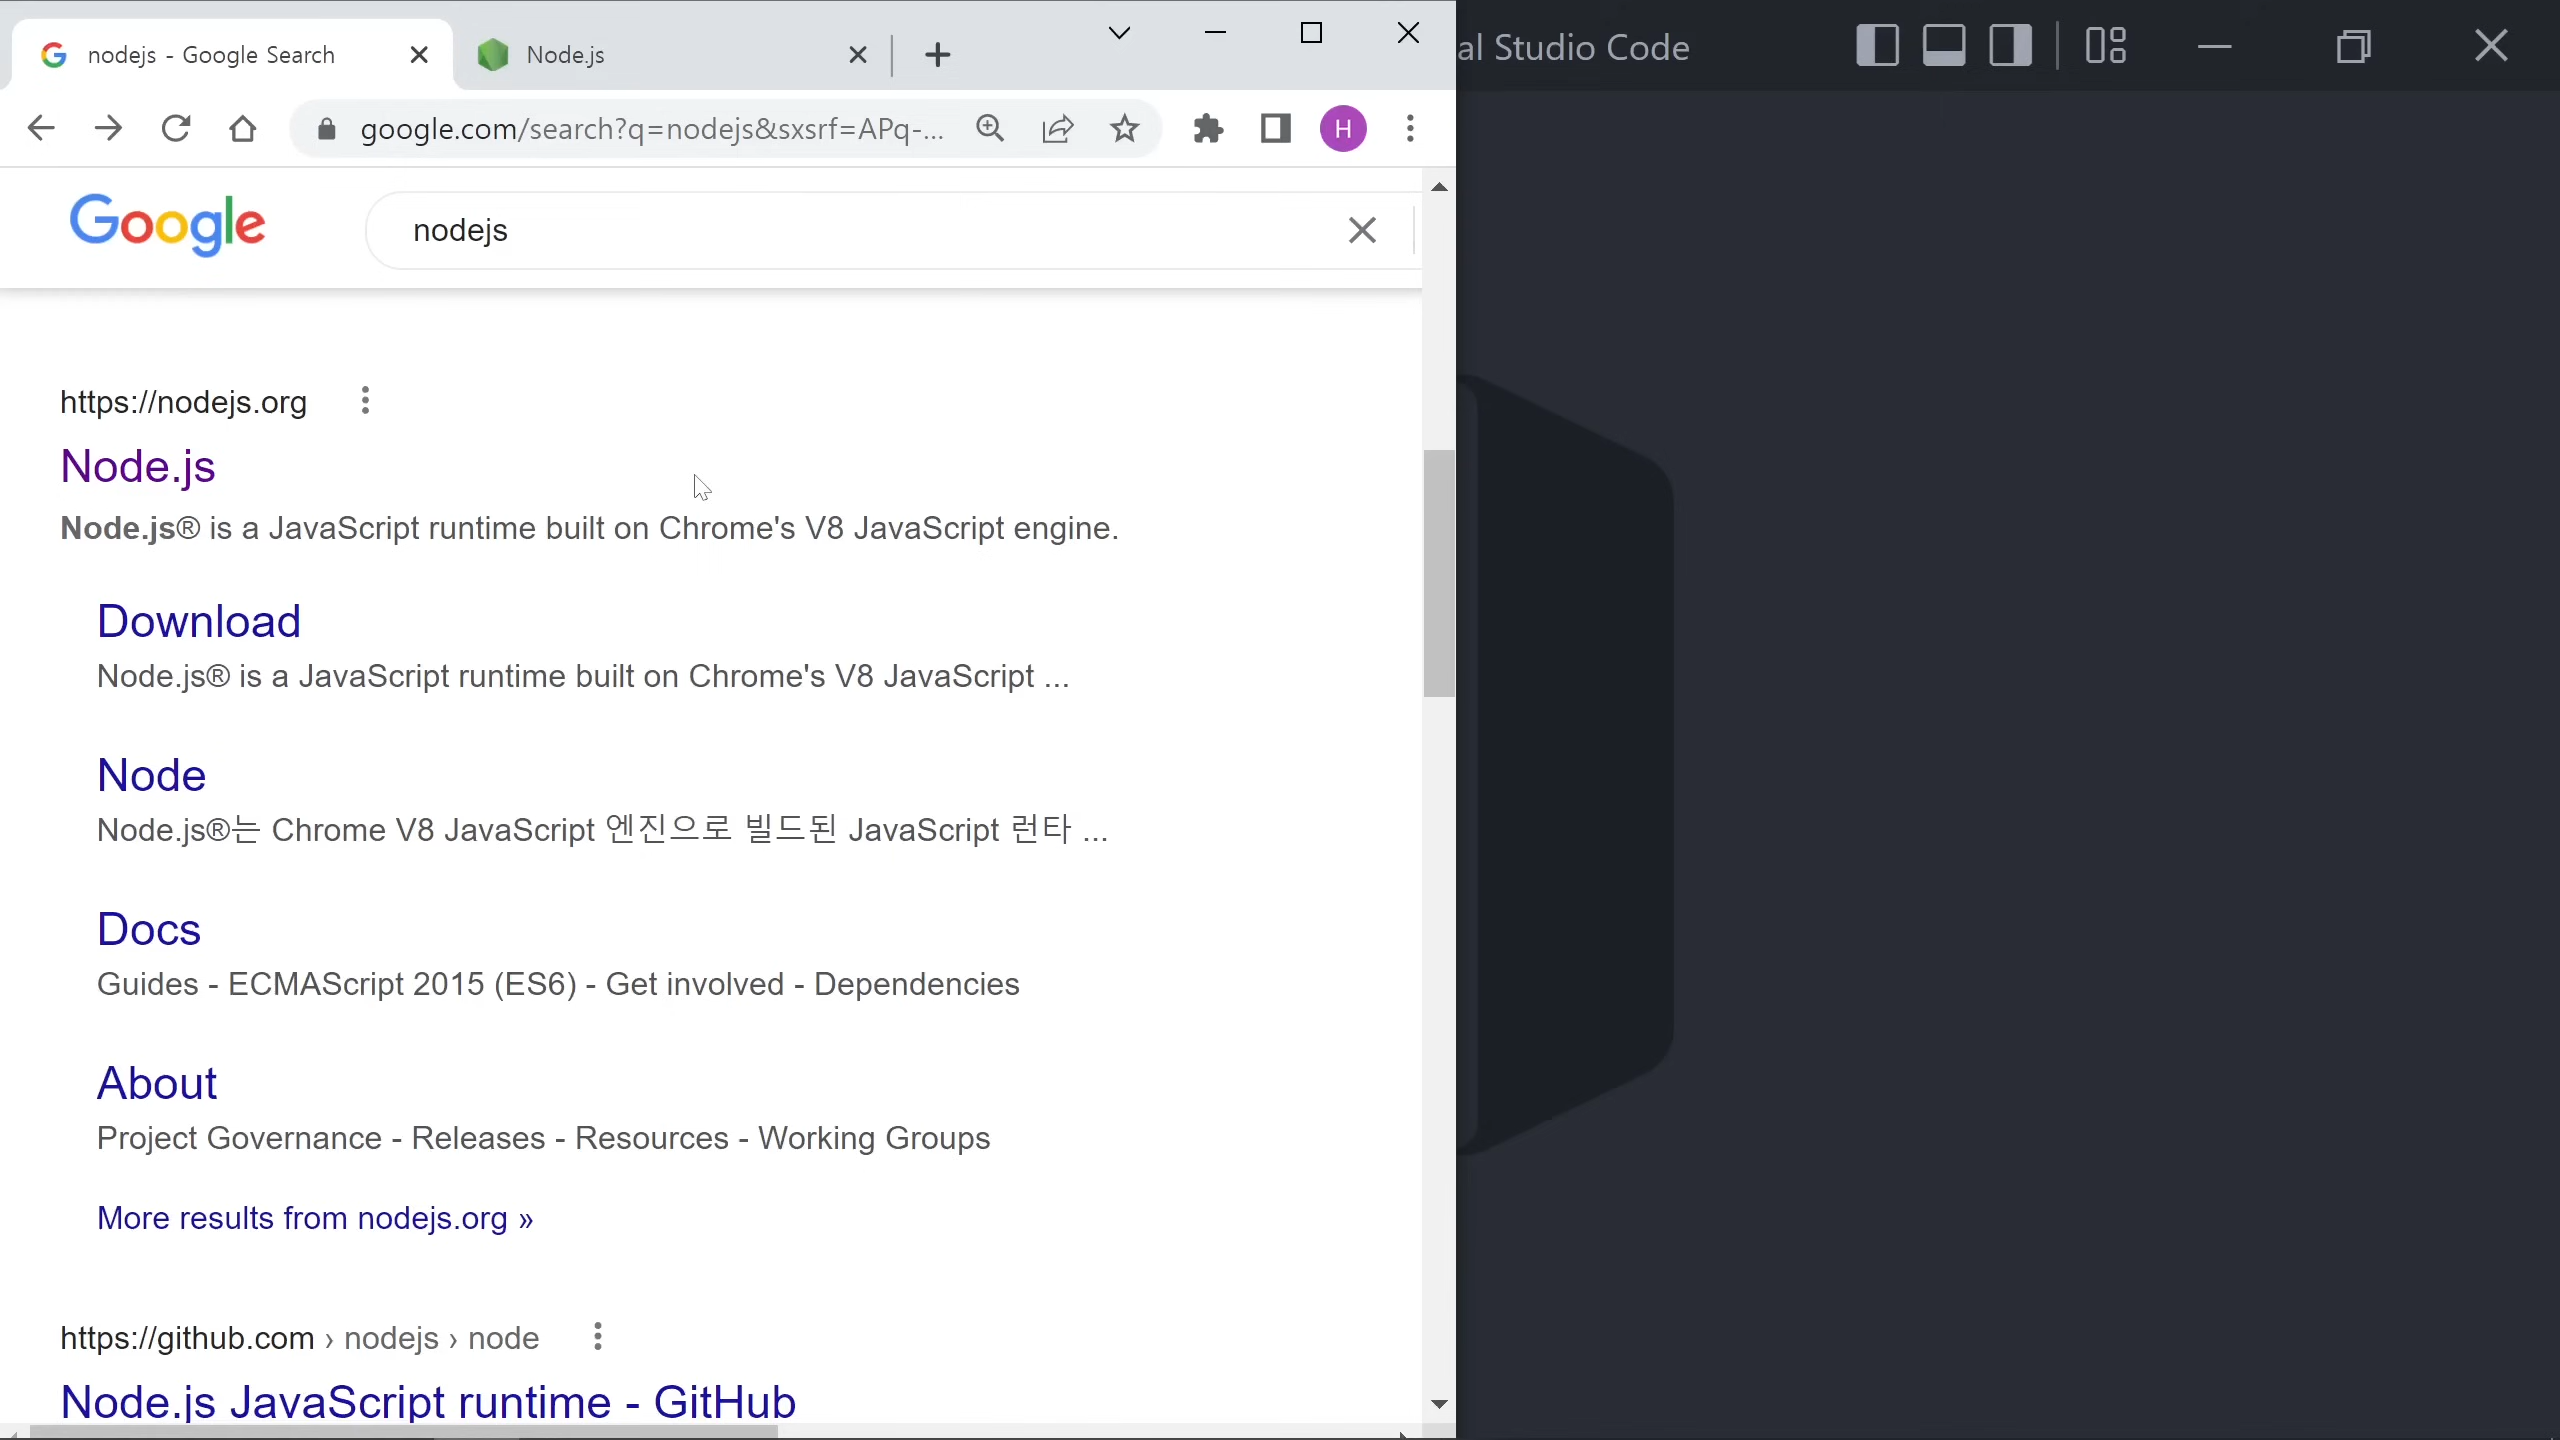 nodejs - Google Search
Node.js
al Studio Code
google.com/search?q=nodejs&sxsrf=APq-...
H
Google
nodejs
https://nodejs.org
Node.js
Node.js® is a JavaScript runtime built on Chrome's V8 JavaScript engine.
Download
Node.js® is a JavaScript runtime built on Chrome's V8 JavaScript ...
Node
Node.js®는 Chrome V8 JavaScript 엔진으로 빌드된 JavaScript 런타 ...
Docs
Guides - ECMAScript 2015 (ES6) - Get involved - Dependencies
About
Project Governance - Releases - Resources - Working Groups
More results from nodejs.org »
https://github.com › nodejs › node
Node.js JavaScript runtime - GitHub